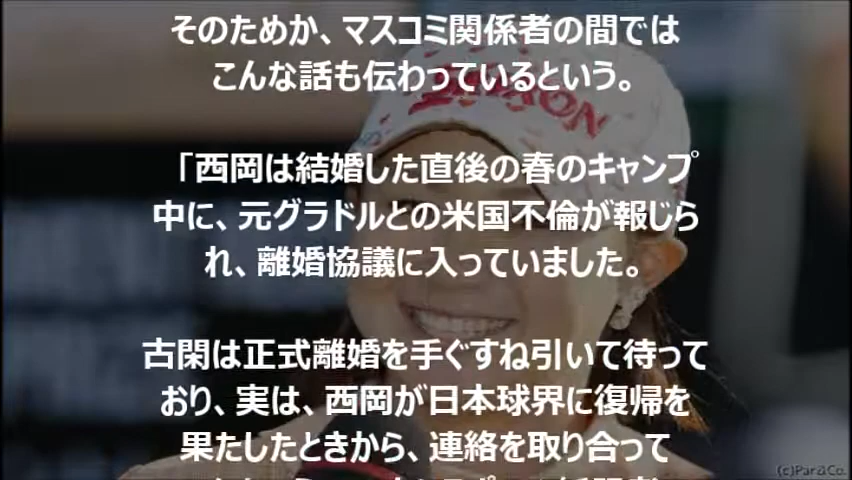 そのためか、マスコミ関係者の間では
こんな話も伝わっているという。
「西岡は結婚した直後の春のキャンプ
中に、元グラドルとの米国不倫が報じら
れ、離婚協議に入っていました。
古閑は正式離婚を手ぐすね引いて待って
おり、実は、西岡が日本球界に復帰を
果たしたときから、連絡を取り合って
(c)Par&Co.